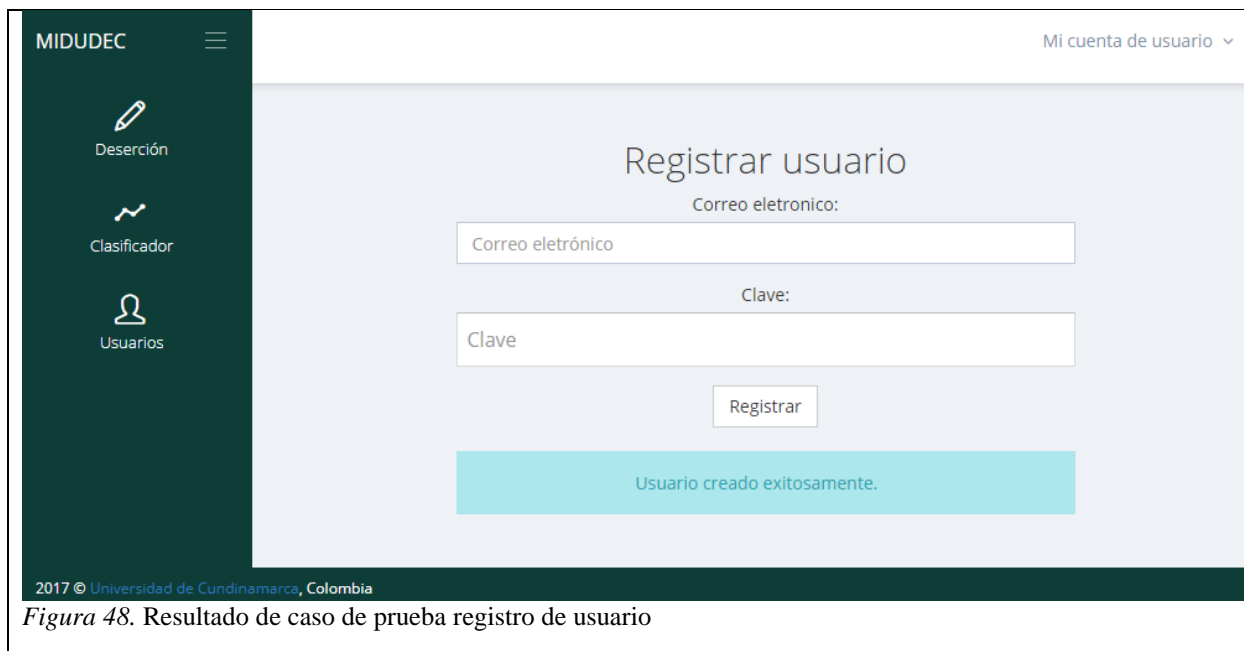 MIDUDEC
Mi cuenta de usuario
Deserción
Clasificador
Usuarios
Registrar usuario
Correo eletronico:
Correo eletrónico
Clave:
Clave
Registrar
Usuario creado exitosamente.
2017 © Universidad de Cundinamarca, Colombia
Figura 48. Resultado de caso de prueba registro de usuario